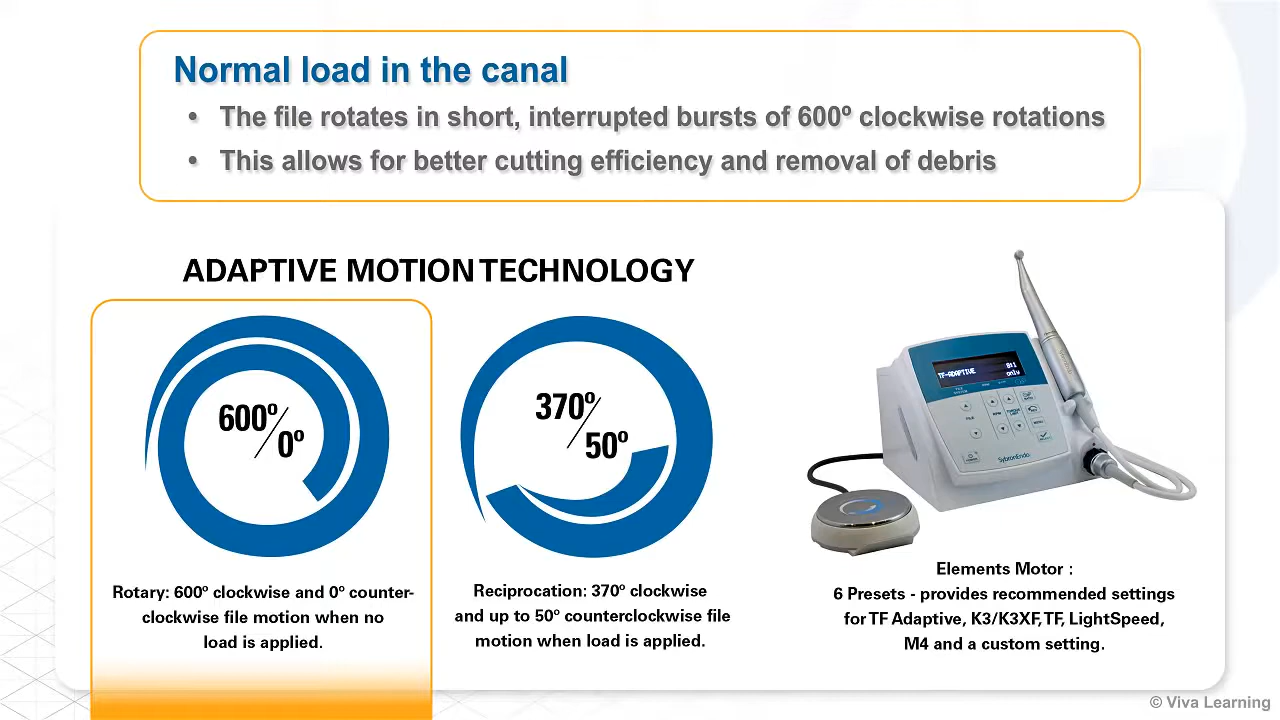 Normal load in the canal
• The file rotates in short, interrupted bursts of 600º clockwise rotations
• This allows for better cutting efficiency and removal of debris
ADAPTIVE MOTION TECHNOLOGY
600º/0º
Rotary: 600º clockwise and 0º counter-
clockwise file motion when no
load is applied.
370º/50º
Reciprocation: 370º clockwise
and up to 50º counterclockwise file
motion when load is applied.
TF-ADAPTIVE
8:1
only
SybronEndo
Elements Motor :
6 Presets - provides recommended settings
for TF Adaptive, K3/K3XF, TF, LightSpeed,
M4 and a custom setting.
© Viva Learning